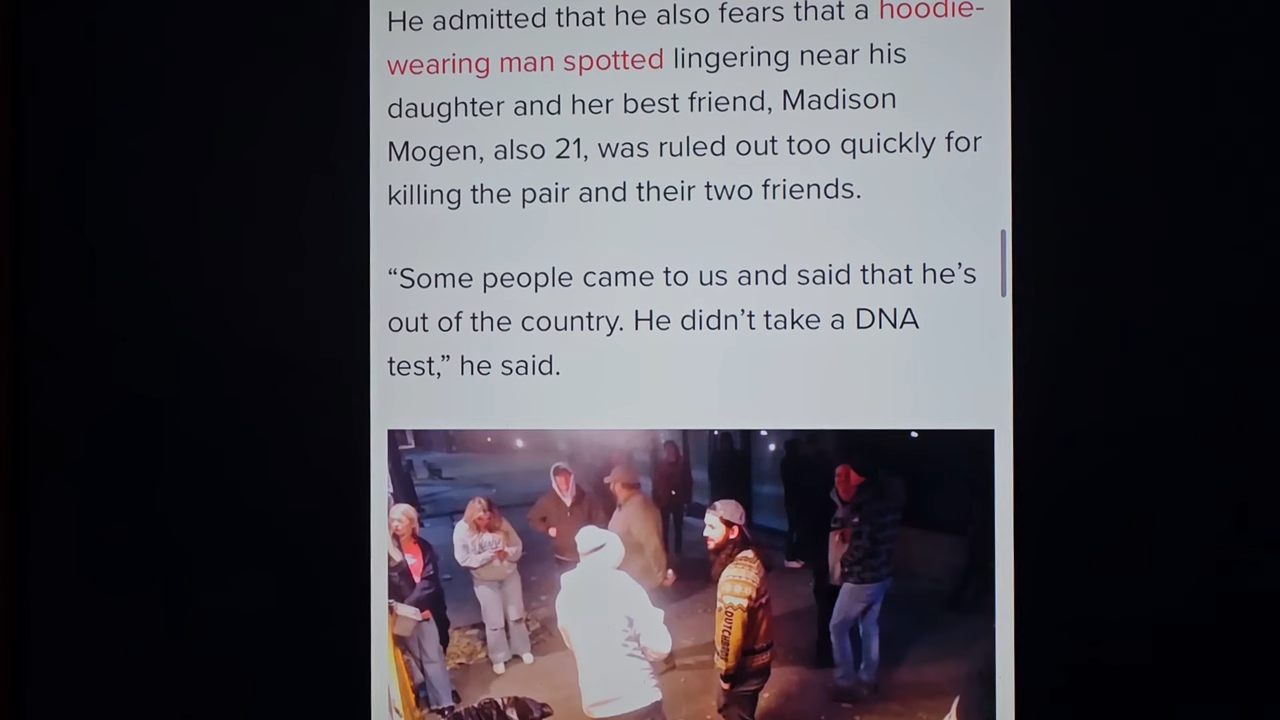 He admitted that he also fears that a hoodie-
wearing man spotted lingering near his
daughter and her best friend, Madison
Mogen, also 21, was ruled out too quickly for
killing the pair and their two friends.
“Some people came to us and said that he’s
out of the country. He didn’t take a DNA
test,” he said.
DUTCHBROS